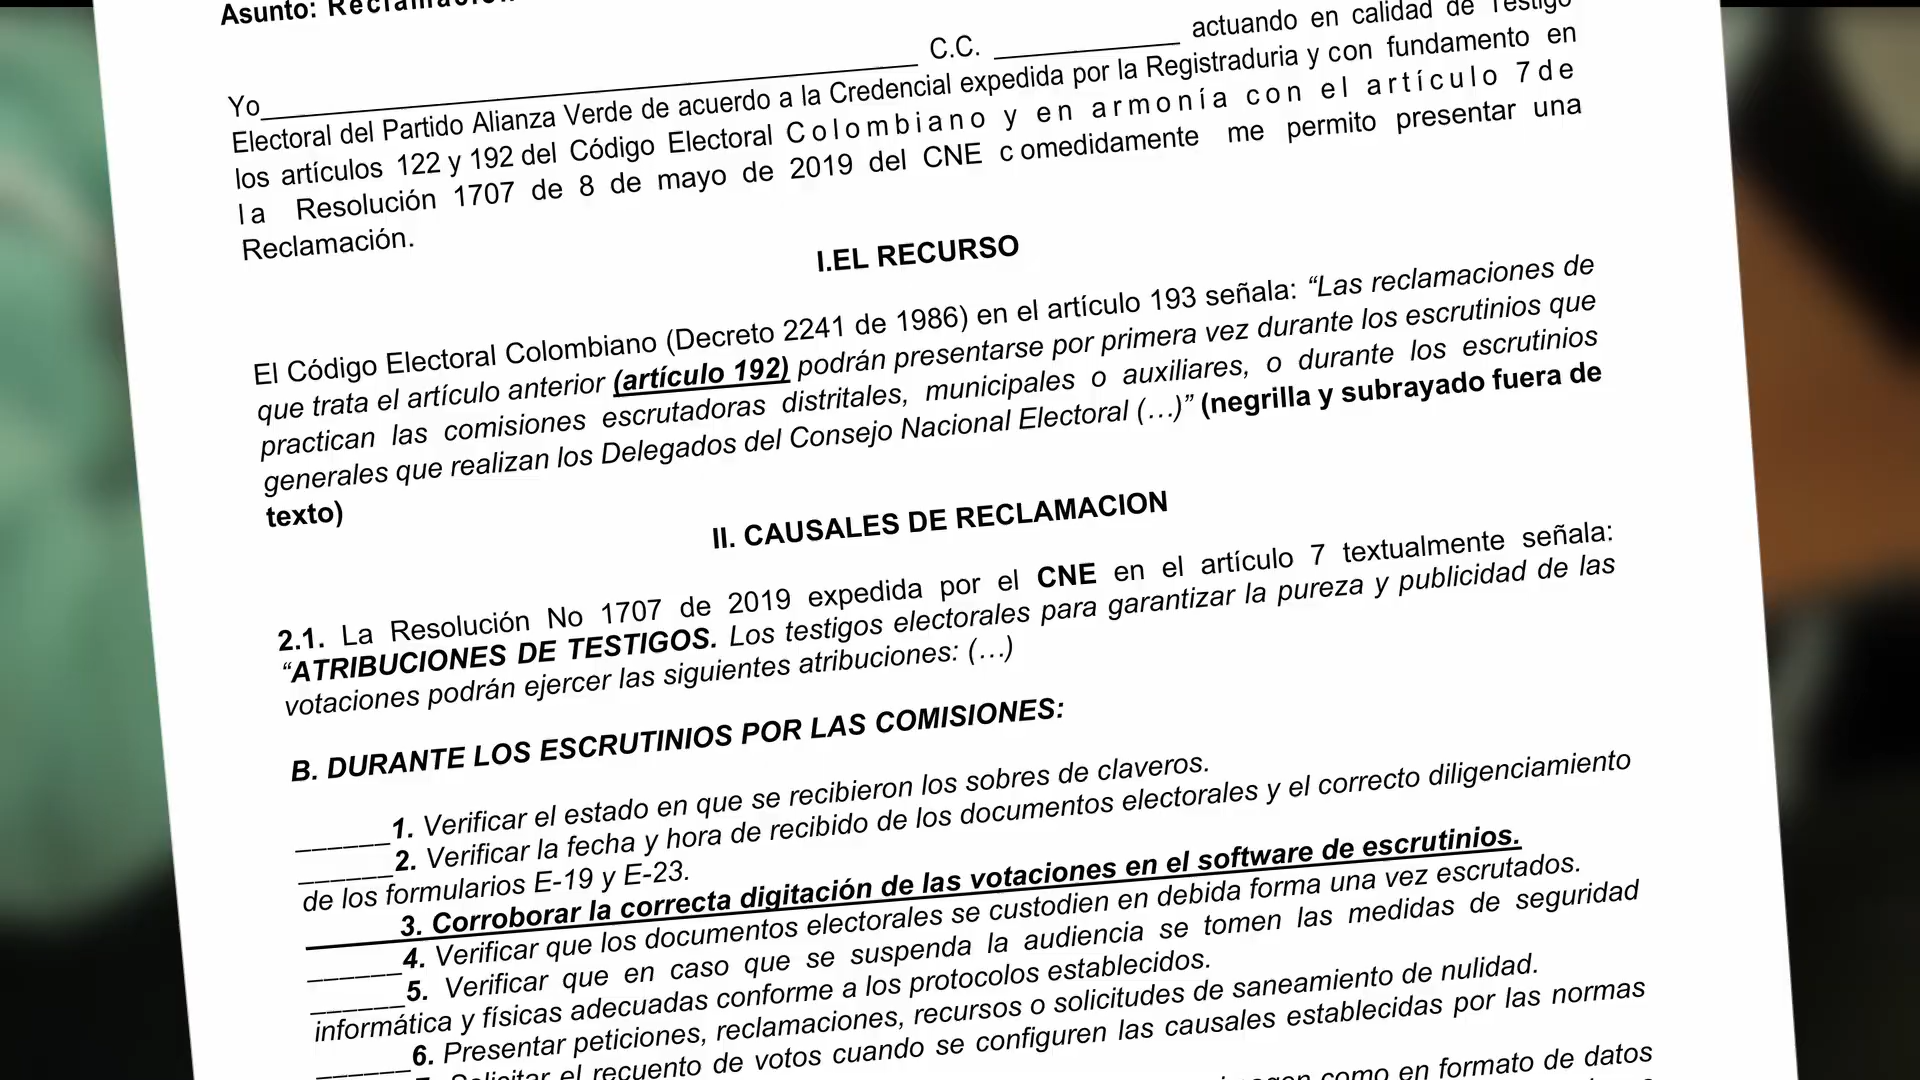 Asunto: Reclamación
Yo______________________ C.C. ____________ actuando en calidad de Testigo
Electoral del Partido Alianza Verde de acuerdo a la Credencial expedida por la Registraduria y con fundamento en
los artículos 122 y 192 del Código Electoral Colombiano y en armonía con el artículo 7 de
la Resolución 1707 de 8 de mayo de 2019 del CNE c omedidamente me permito presentar una
Reclamación.
I.EL RECURSO
El Código Electoral Colombiano (Decreto 2241 de 1986) en el artículo 193 señala: “Las reclamaciones de
que trata el artículo anterior (artículo 192) podrán presentarse por primera vez durante los escrutinios que
practican las comisiones escrutadoras distritales, municipales o auxiliares, o durante los escrutinios
generales que realizan los Delegados del Consejo Nacional Electoral (…)” (negrilla y subrayado fuera de
texto)
II. CAUSALES DE RECLAMACION
2.1. La Resolución No 1707 de 2019 expedida por el CNE en el artículo 7 textualmente señala:
“ATRIBUCIONES DE TESTIGOS. Los testigos electorales para garantizar la pureza y publicidad de las
votaciones podrán ejercer las siguientes atribuciones: (…)
B. DURANTE LOS ESCRUTINIOS POR LAS COMISIONES:
______1. Verificar el estado en que se recibieron los sobres de claveros.
______2. Verificar la fecha y hora de recibido de los documentos electorales y el correcto diligenciamiento
de los formularios E-19 y E-23.
______3. Corroborar la correcta digitación de las votaciones en el software de escrutinios.
______4. Verificar que los documentos electorales se custodien en debida forma una vez escrutados.
______5. Verificar que en caso que se suspenda la audiencia se tomen las medidas de seguridad
informática y físicas adecuadas conforme a los protocolos establecidos.
______6. Presentar peticiones, reclamaciones, recursos o solicitudes de saneamiento de nulidad.
7. Solicitar el recuento de votos cuando se configuren las causales establecidas por las normas
imagen como en formato de datos